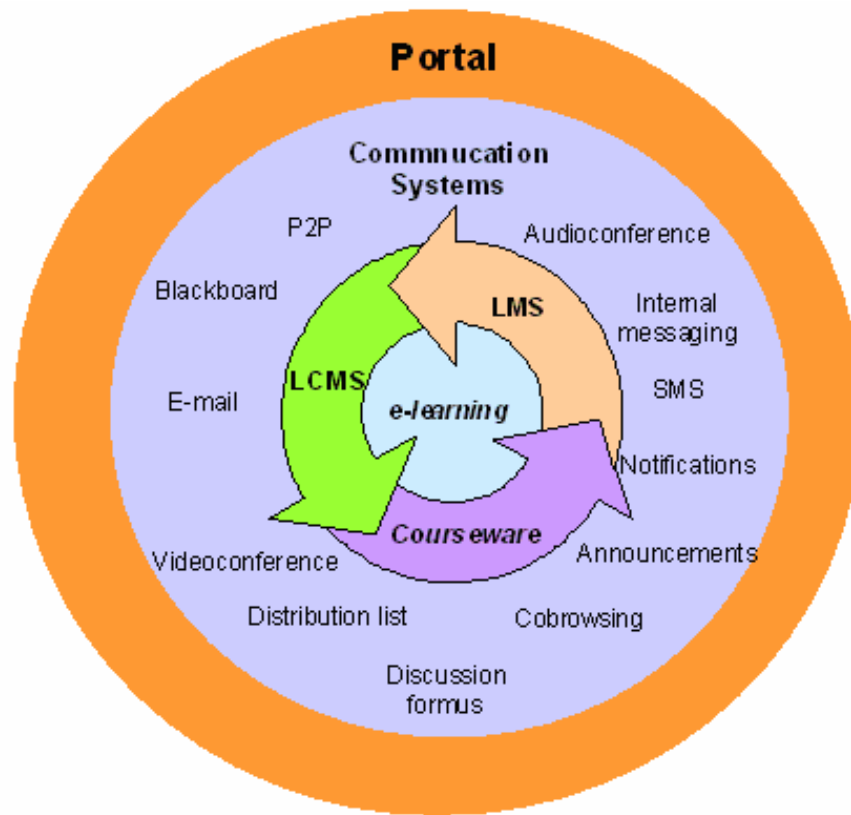 Portal
Commnucation
Systems
P2P
Audioconference
Blackboard
LMS
Internal
messaging
LCMS
E-mail
e-learning
SMS
Notifications
Courseware
Videoconference
Announcements
Distribution list
Cobrowsing
Discussion
formus